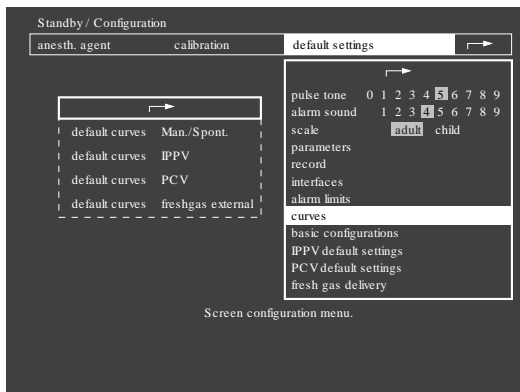 Standby / Configuration
anesth. agent calibration default settings
default curves Man./Spont.
default curves IPPV
default curves PCV
default curves freshgas external
pulse tone 0 1 2 3 4 5 6 7 8 9
alarm sound 1 2 3 4 5 6 7 8 9
scale adult child
parameters
record
interfaces
alarm limits
curves
basic configurations
IPPV default settings
PCV default settings
fresh gas delivery
Screen configuration menu.